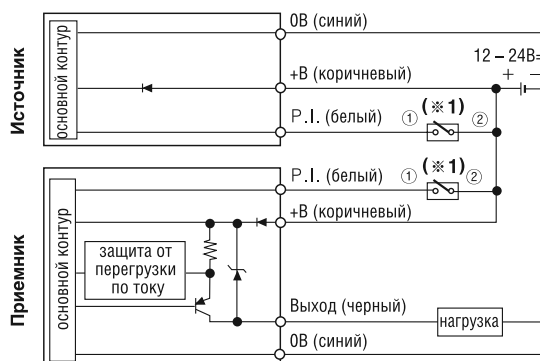 Источник
основной контур
0В (синий)
12 – 24В=
+ –
+В (коричневый)
(※1)
P.I. (белый) ① ②
Приемник
основной контур
(※1)
P.I. (белый) ① ②
+В (коричневый)
защита от
перегрузки
по току
Выход (черный)
нагрузка
0В (синий)